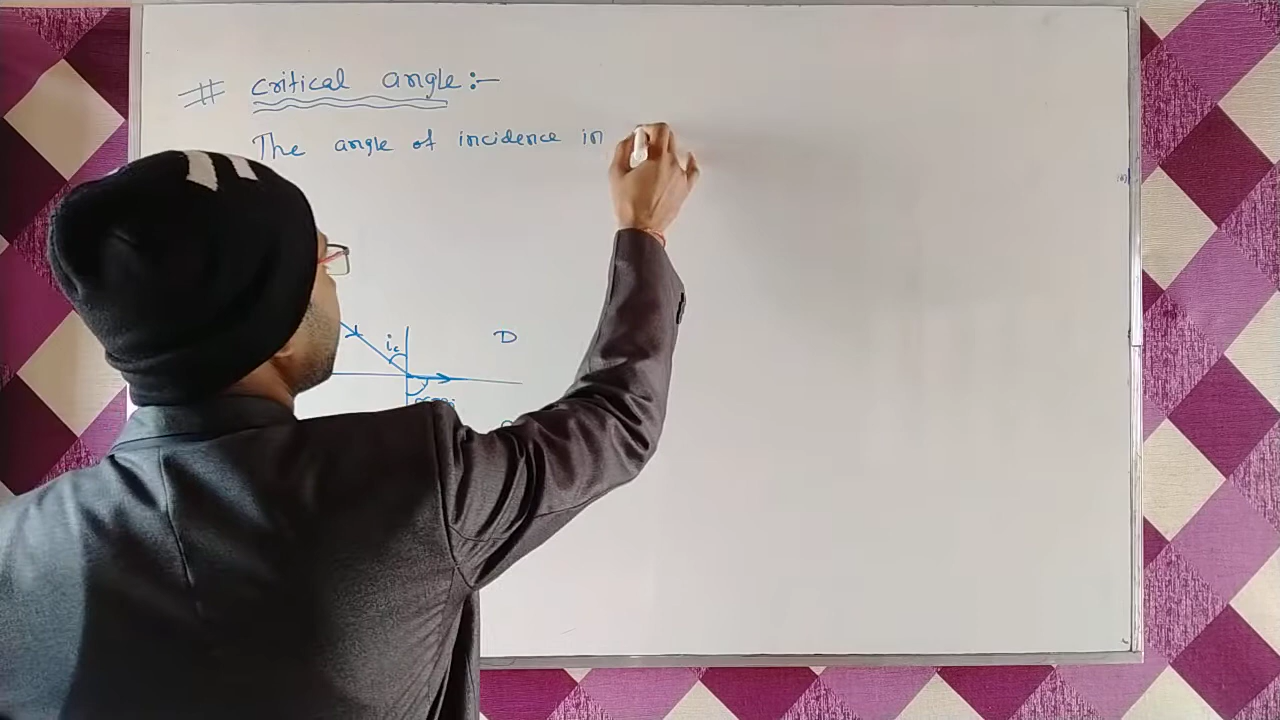 # critical angle:-
The angle of incidence in
ic
D